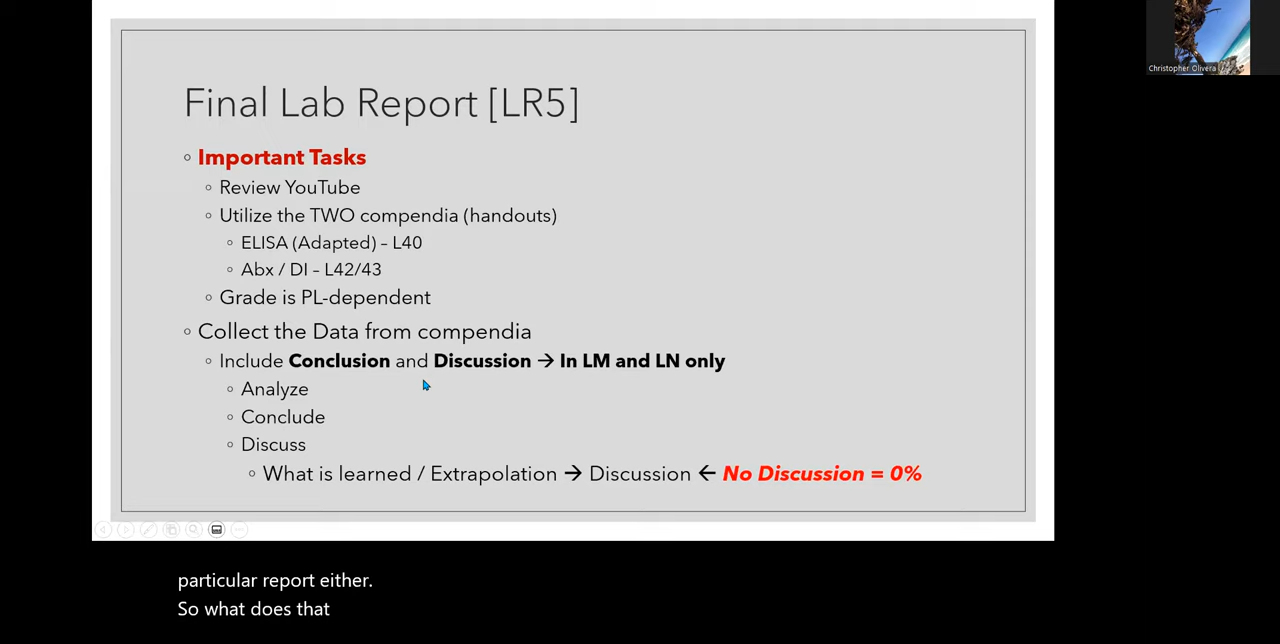 Christopher Olivera
Final Lab Report [LR5]
Important Tasks
Review YouTube
Utilize the TWO compendia (handouts)
ELISA (Adapted) – L40
Abx / DI – L42/43
Grade is PL-dependent
Collect the Data from compendia
Include Conclusion and Discussion → In LM and LN only
Analyze
Conclude
Discuss
What is learned / Extrapolation → Discussion ← No Discussion = 0%
particular report either.
So what does that